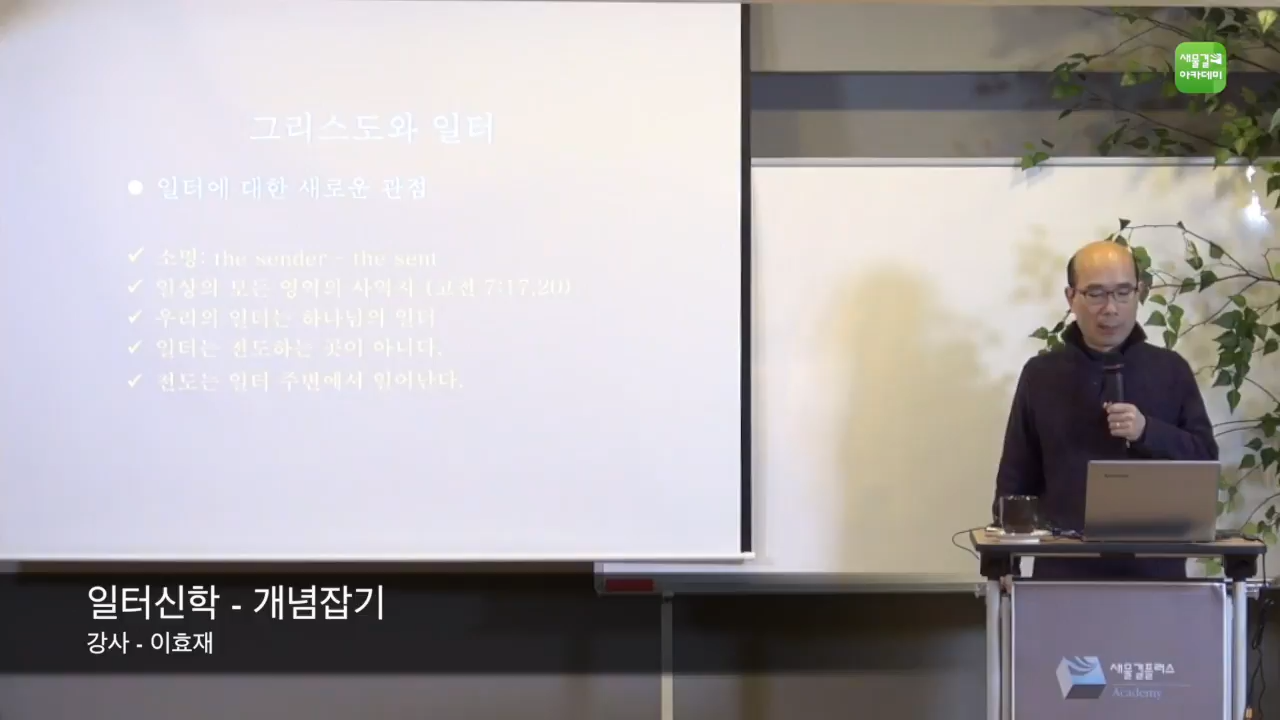 새물결
아카데미
그리스도와 일터
● 일터에 대한 새로운 관점
✓ 소명: the sender - the sent
✓ 일상의 모든 영역의 사역지 (고전 7:17,20)
✓ 우리의 일터는 하나님의 일터
✓ 일터는 전도하는 곳이 아니다.
✓ 전도는 일터 주변에서 일어난다.
일터신학 - 개념잡기
강사 - 이효재
새물결플러스
Academy